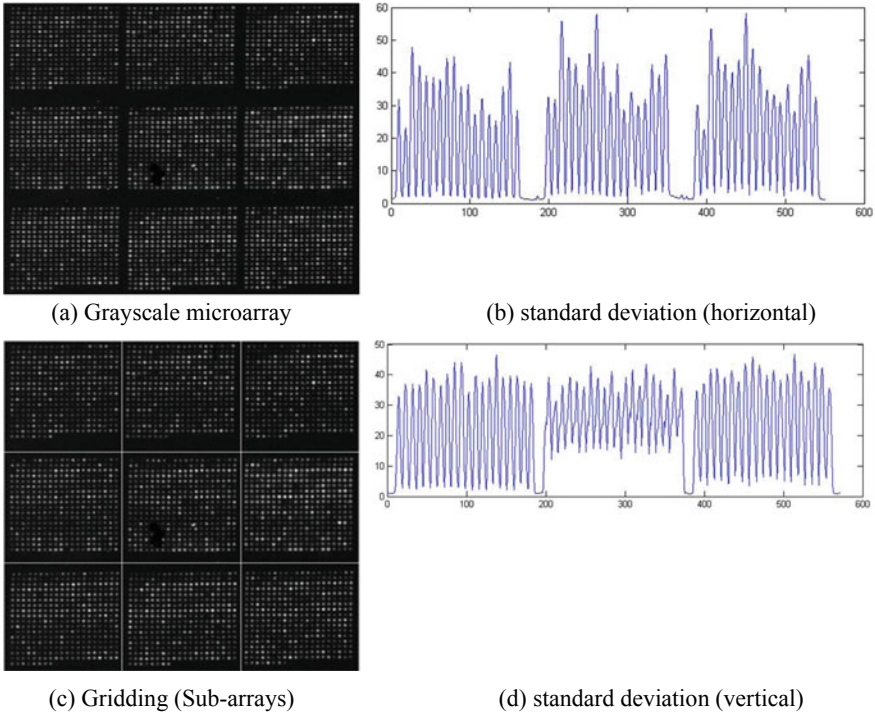 60
50
40
30
20
10
0
0 100 200 300 400 500 600
(a) Grayscale microarray
(b) standard deviation (horizontal)
50
40
30
20
10
0
0 100 200 300 400 500 600
(c) Gridding (Sub-arrays)
(d) standard deviation (vertical)